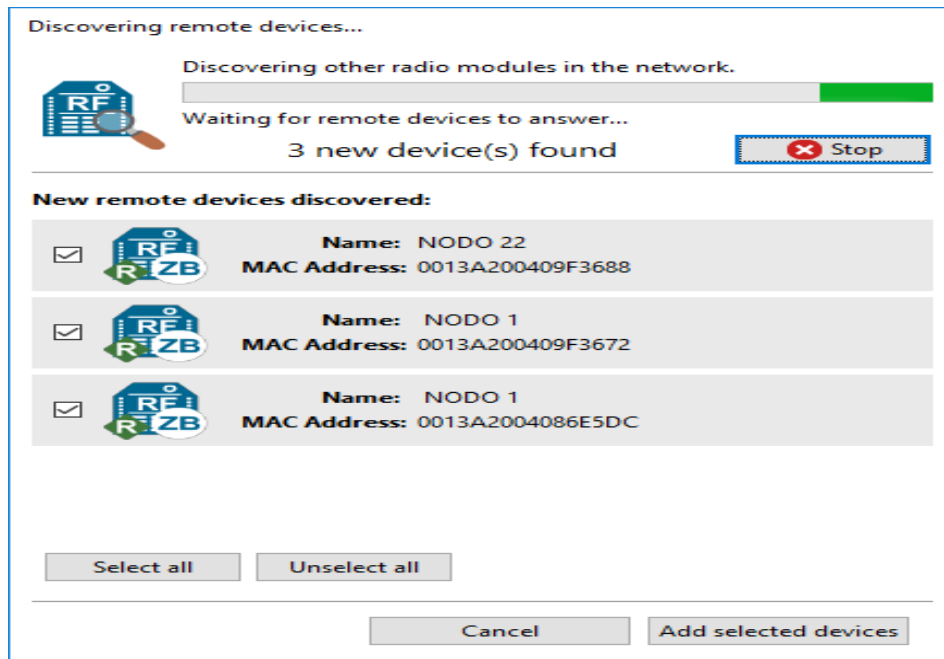 Discovering remote devices...
Discovering other radio modules in the network.
RF
Waiting for remote devices to answer...
3 new device(s) found
Stop
New remote devices discovered:
RF
R ZB
Name: NODO 22
MAC Address: 0013A200409F3688
RF
R ZB
Name: NODO 1
MAC Address: 0013A200409F3672
RF
R ZB
Name: NODO 1
MAC Address: 0013A2004086E5DC
Select all
Unselect all
Cancel
Add selected devices